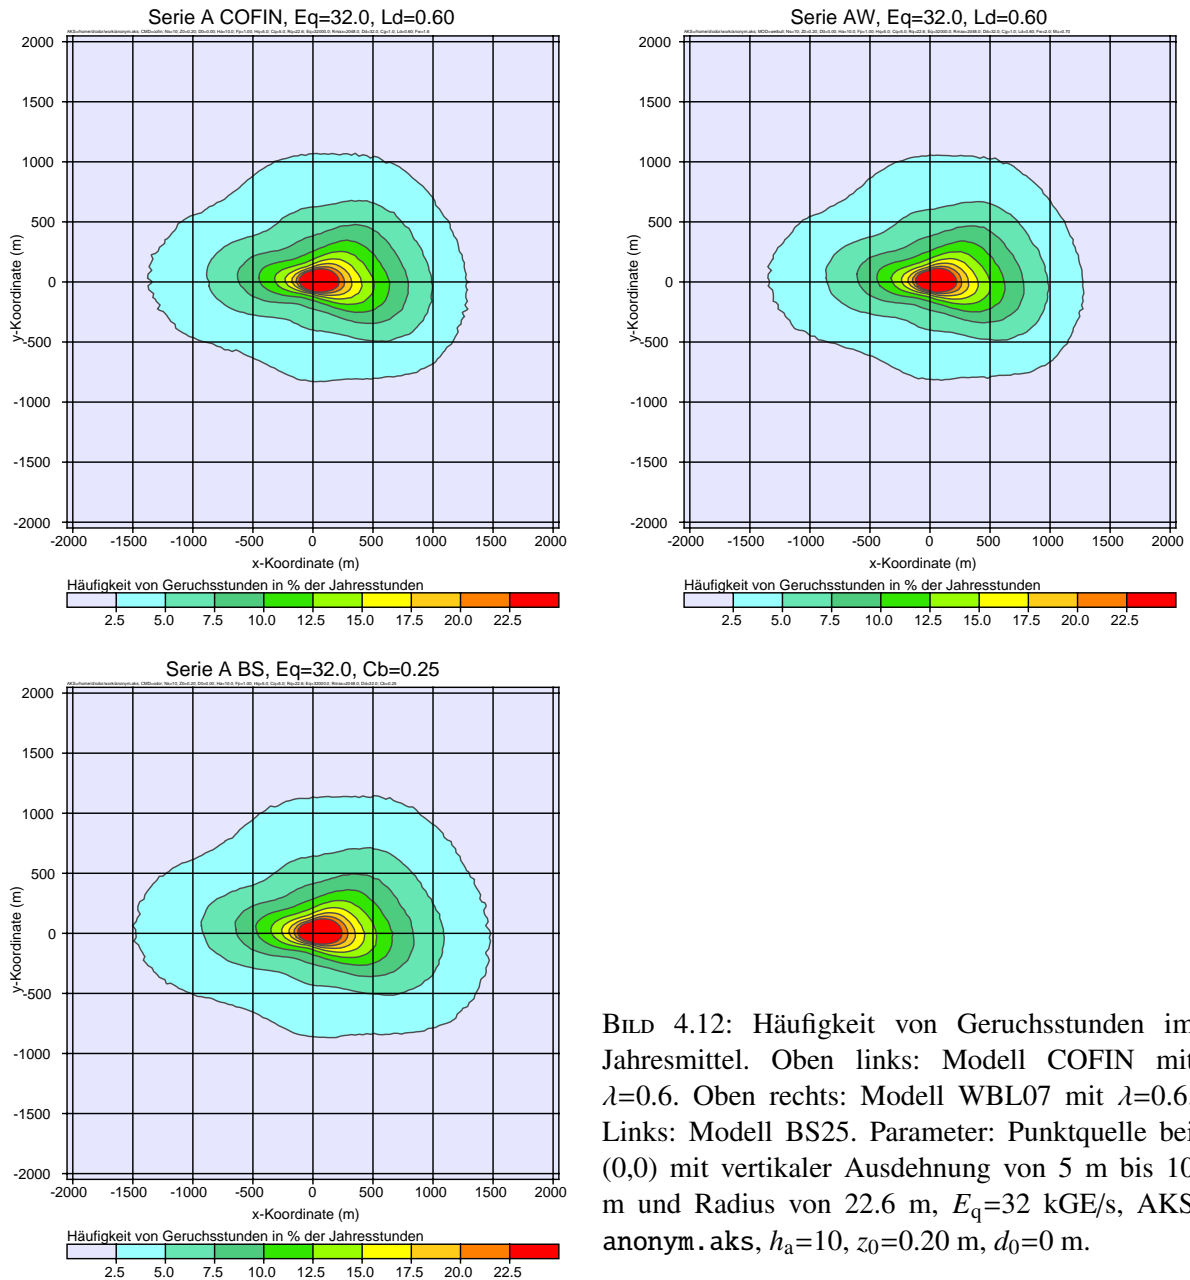 Serie A COFIN, Eq=32.0, Ld=0.60
2000
1500
1000
500
0
-500
-1000
-1500
-2000
y-Koordinate (m)
-2000 -1500 -1000 -500 0 500 1000 1500 2000
x-Koordinate (m)
Häufigkeit von Geruchsstunden in % der Jahresstunden
2.5 5.0 7.5 10.0 12.5 15.0 17.5 20.0 22.5
Serie AW, Eq=32.0, Ld=0.60
2000
1500
1000
500
0
-500
-1000
-1500
-2000
y-Koordinate (m)
-2000 -1500 -1000 -500 0 500 1000 1500 2000
x-Koordinate (m)
Häufigkeit von Geruchsstunden in % der Jahresstunden
2.5 5.0 7.5 10.0 12.5 15.0 17.5 20.0 22.5
Serie A BS, Eq=32.0, Cb=0.25
2000
1500
1000
500
0
-500
-1000
-1500
-2000
y-Koordinate (m)
-2000 -1500 -1000 -500 0 500 1000 1500 2000
x-Koordinate (m)
Häufigkeit von Geruchsstunden in % der Jahresstunden
2.5 5.0 7.5 10.0 12.5 15.0 17.5 20.0 22.5
BILD 4.12: Häufigkeit von Geruchsstunden im
Jahresmittel. Oben links: Modell COFIN mit
λ=0.6. Oben rechts: Modell WBL07 mit λ=0.6.
Links: Modell BS25. Parameter: Punktquelle bei
(0,0) mit vertikaler Ausdehnung von 5 m bis 10
m und Radius von 22.6 m, Eq=32 kGE/s, AKS
anonym.aks, ha=10, z0=0.20 m, d0=0 m.